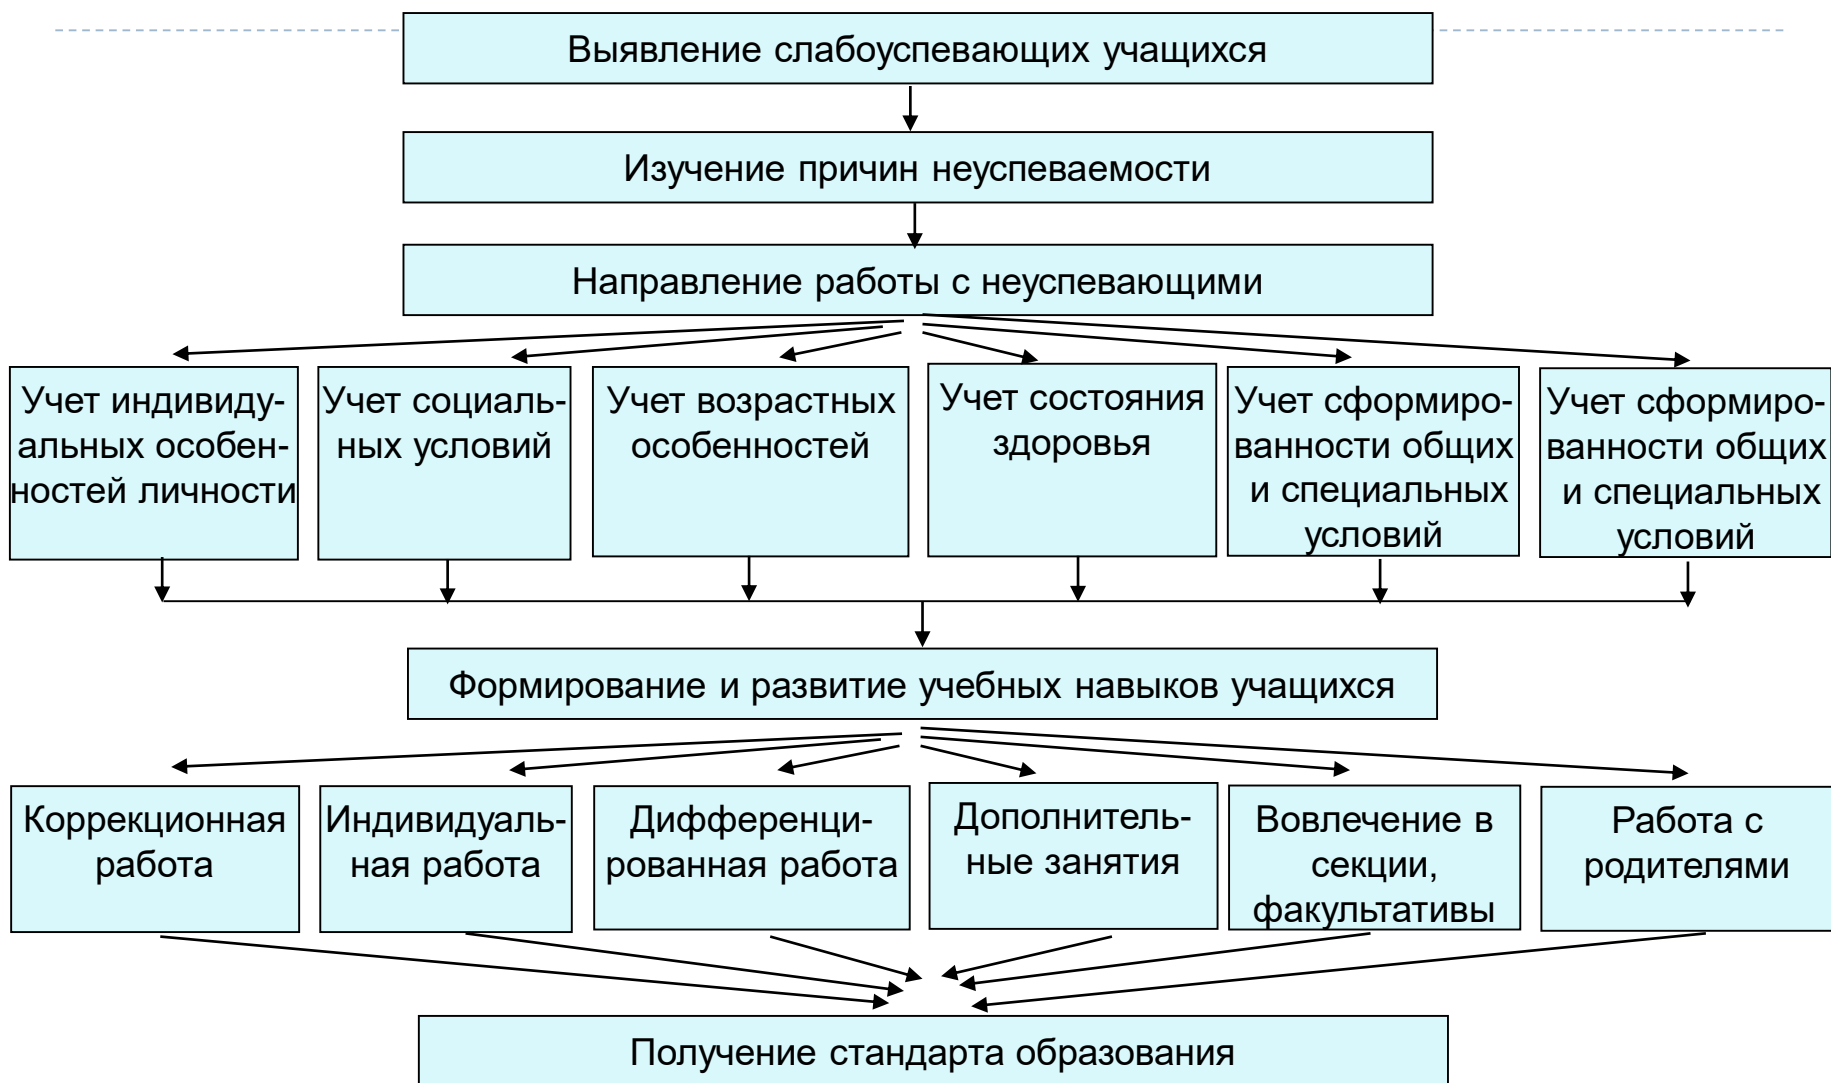 Выявление слабоуспевающих учащихся
Изучение причин неуспеваемости
Направление работы с неуспевающими
Учет индивиду-
альных особен-
ностей личности
Учет социаль-
ных условий
Учет возрастных
особенностей
Учет состояния
здоровья
Учет сформиро-
ванности общих
и специальных
условий
Учет сформиро-
ванности общих
и специальных
условий
Формирование и развитие учебных навыков учащихся
Коррекционная
работа
Индивидуаль-
ная работа
Дифференци-
рованная работа
Дополнитель-
ные занятия
Вовлечение в
секции,
факультативы
Работа с
родителями
Получение стандарта образования